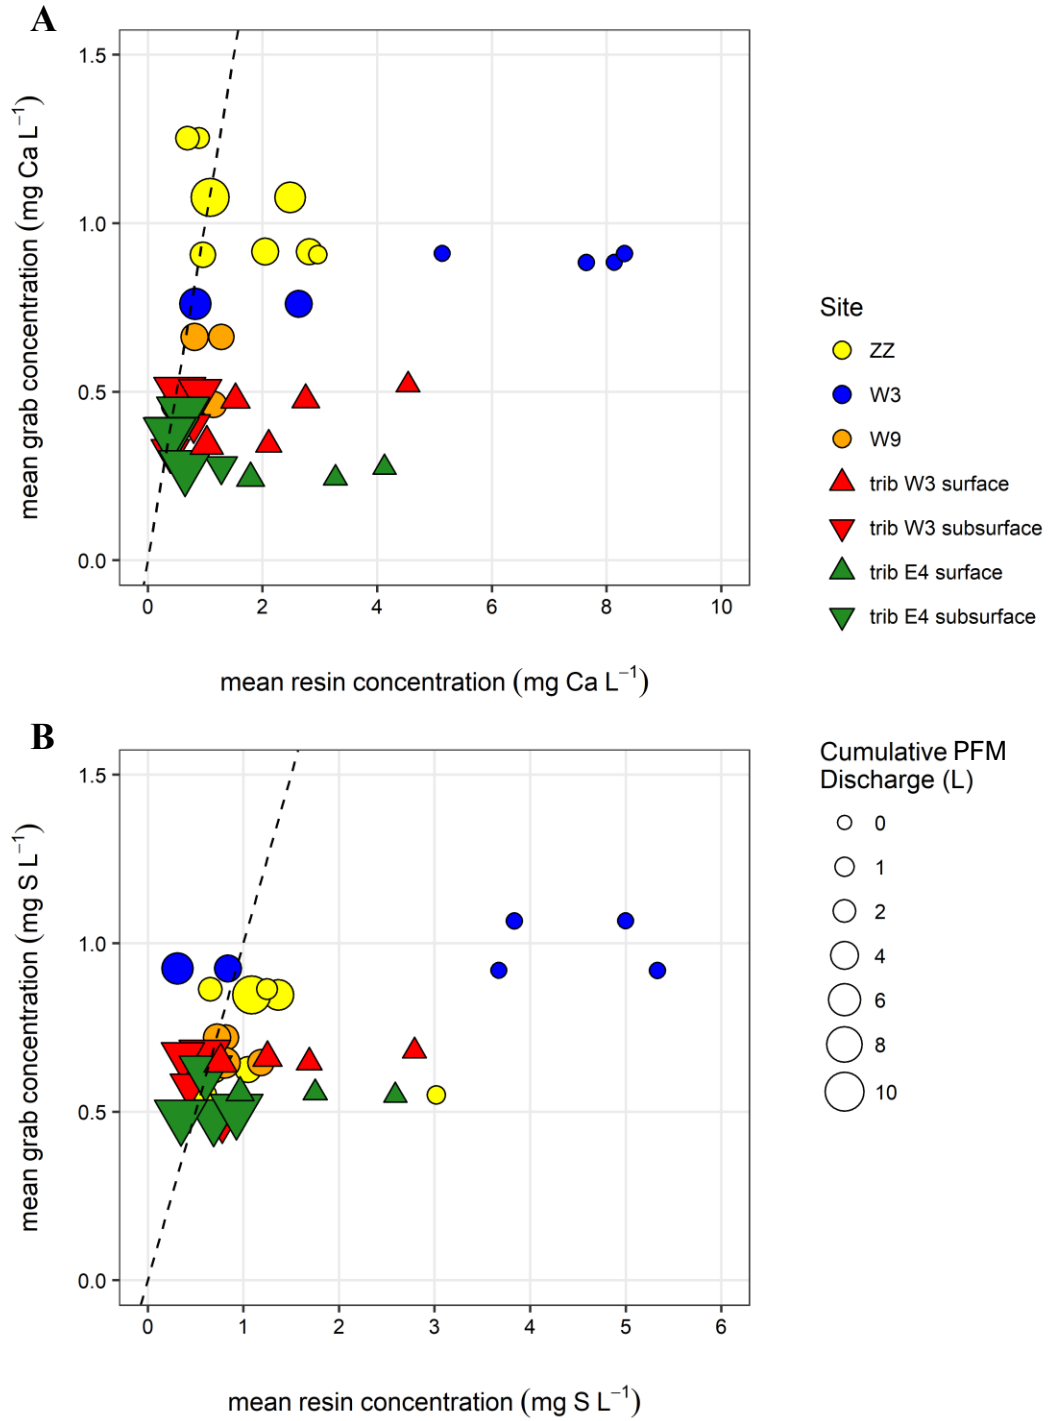 A
mean grab concentration (mg Ca L⁻¹)
1.5
1.0
0.5
0.0
0 2 4 6 8 10
mean resin concentration (mg Ca L⁻¹)
Site
ZZ
W3
W9
trib W3 surface
trib W3 subsurface
trib E4 surface
trib E4 subsurface
B
mean grab concentration (mg S L⁻¹)
1.5
1.0
0.5
0.0
0 1 2 3 4 5 6
mean resin concentration (mg S L⁻¹)
Cumulative PFM
Discharge (L)
0
1
2
4
6
8
10